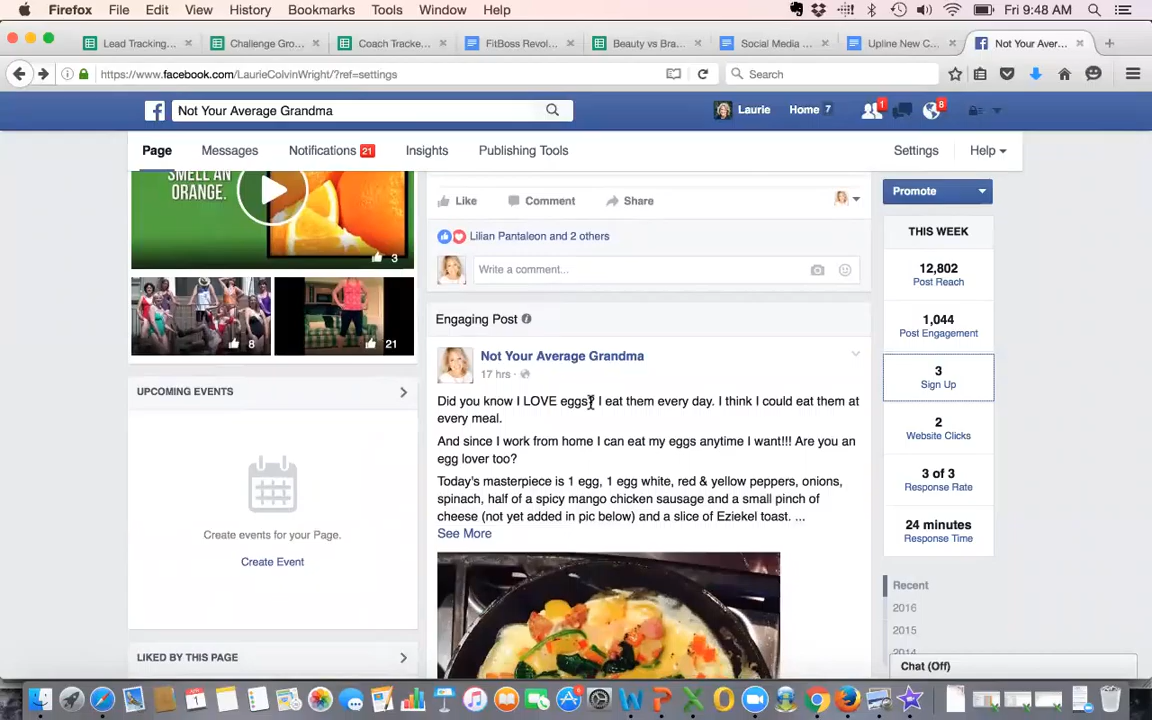 Firefox File Edit View History Bookmarks Tools Window Help Fri 9:48 AM
Lead Tracking... × Challenge Gro... × Coach Tracke... × FitBoss Revol... × Beauty vs Bra... × Social Media ... × Upline New C... × Not Your Aver... ×
https://www.facebook.com/LaurieColvinWright/?ref=settings Search
Not Your Average Grandma Laurie Home 7 1 8
Page Messages Notifications 21 Insights Publishing Tools Settings Help
SMELL AN
ORANGE.
3
8 21
UPCOMING EVENTS
Create events for your Page.
Create Event
LIKED BY THIS PAGE
Like Comment Share
Lilian Pantaleon and 2 others
Write a comment...
Engaging Post
Not Your Average Grandma
17 hrs ·
Did you know I LOVE eggs? I eat them every day. I think I could eat them at
every meal.
And since I work from home I can eat my eggs anytime I want!!! Are you an
egg lover too?
Today's masterpiece is 1 egg, 1 egg white, red & yellow peppers, onions,
spinach, half of a spicy mango chicken sausage and a small pinch of
cheese (not yet added in pic below) and a slice of Eziekel toast. ...
See More
Promote
THIS WEEK
12,802
Post Reach
1,044
Post Engagement
3
Sign Up
2
Website Clicks
3 of 3
Response Rate
24 minutes
Response Time
Recent
2016
2015
Chat (Off)